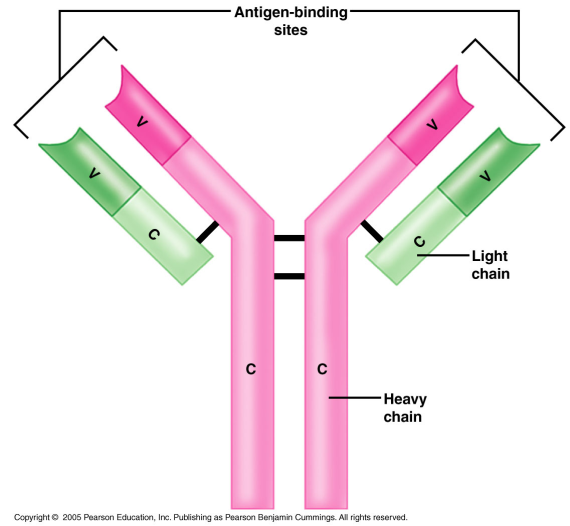 Antigen-binding
sites
V
V
V
V
C
C
Light
chain
C
C
Heavy
chain
Copyright © 2005 Pearson Education, Inc. Publishing as Pearson Benjamin Cummings. All rights reserved.